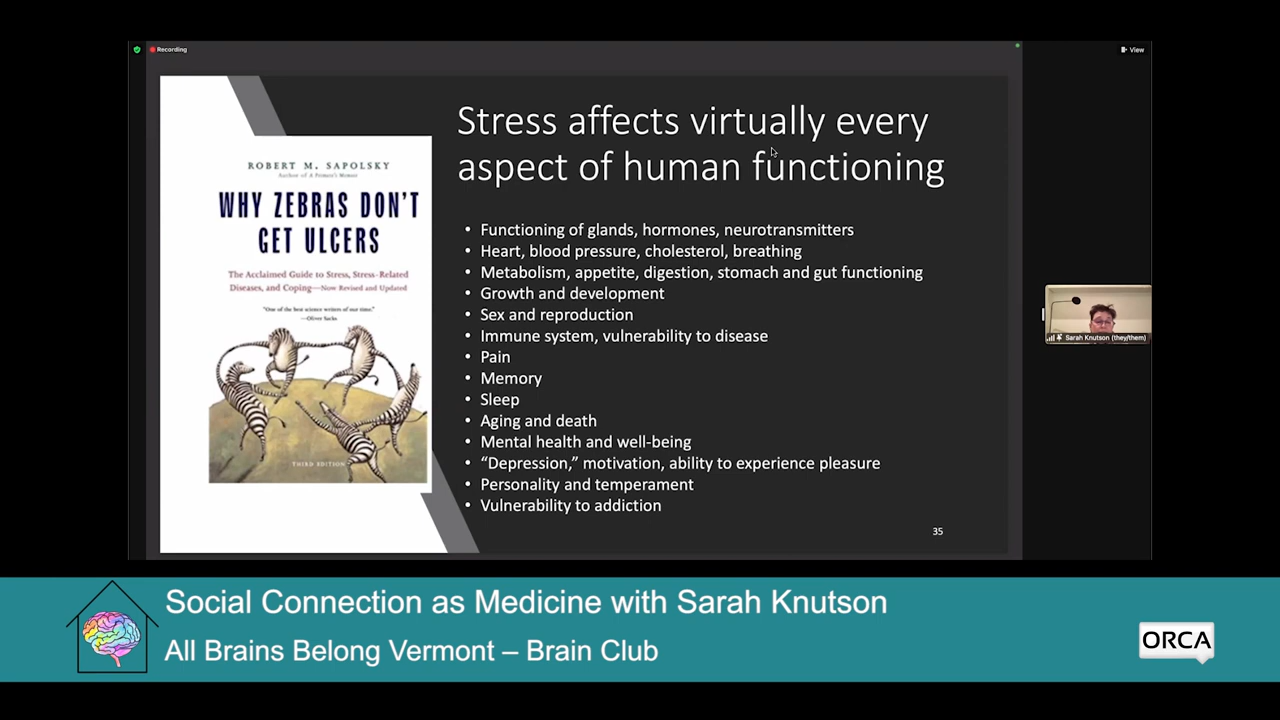 Recording
View
Stress affects virtually every
aspect of human functioning
ROBERT M. SAPOLSKY
Author of A Primate's Memoir
WHY ZEBRAS DON'T
GET ULCERS
The Acclaimed Guide to Stress, Stress-Related
Diseases, and Coping—Now Revised and Updated
"One of the best science writers of our time."
—Oliver Sacks
THIRD EDITION
• Functioning of glands, hormones, neurotransmitters
• Heart, blood pressure, cholesterol, breathing
• Metabolism, appetite, digestion, stomach and gut functioning
• Growth and development
• Sex and reproduction
• Immune system, vulnerability to disease
• Pain
• Memory
• Sleep
• Aging and death
• Mental health and well-being
• “Depression,” motivation, ability to experience pleasure
• Personality and temperament
• Vulnerability to addiction
35
Sarah Knutson (they/them)
Social Connection as Medicine with Sarah Knutson
All Brains Belong Vermont – Brain Club
ORCA